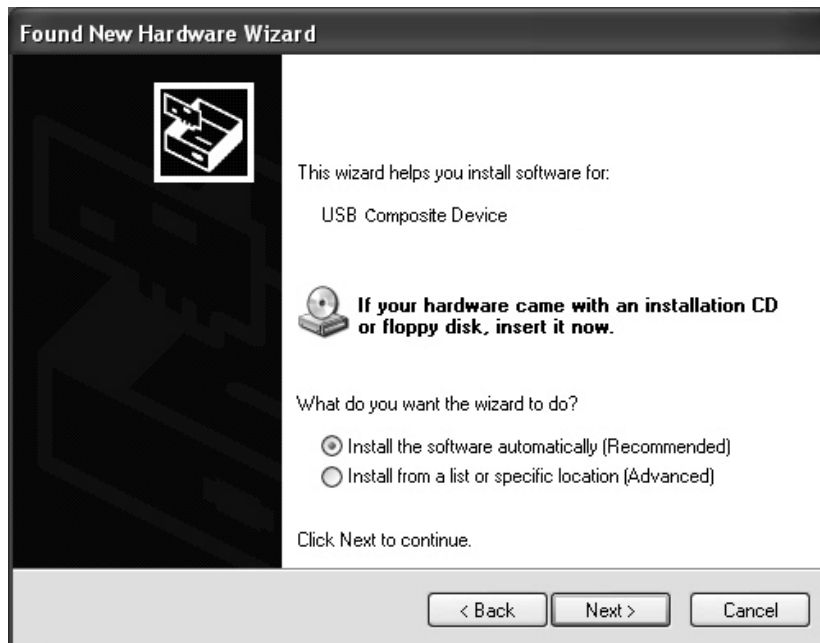 Found New Hardware Wizard
This wizard helps you install software for:
USB Composite Device
If your hardware came with an installation CD
or floppy disk, insert it now.
What do you want the wizard to do?
Install the software automatically (Recommended)
Install from a list or specific location (Advanced)
Click Next to continue.
< Back Next > Cancel